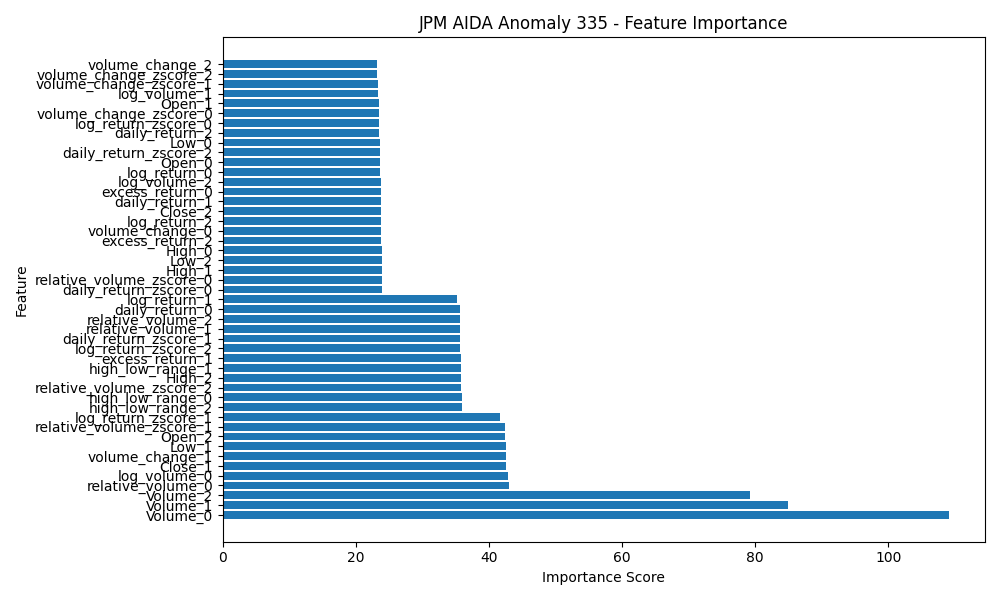 JPM AIDA Anomaly 335 - Feature Importance
volume_change_2
volume_change_zscore_2
volume_change_zscore_1
log_volume_1
Open_1
volume_change_zscore_0
log_return_zscore_0
daily_return_2
Low_0
daily_return_zscore_2
Open_0
log_return_0
log_volume_2
excess_return_0
daily_return_1
Close_2
log_return_2
volume_change_0
excess_return_2
High_0
Low_2
High_1
relative_volume_zscore_0
daily_return_zscore_0
log_return_1
daily_return_0
relative_volume_2
relative_volume_1
daily_return_zscore_1
log_return_zscore_2
excess_return_1
high_low_range_1
High_2
relative_volume_zscore_2
high_low_range_0
high_low_range_2
log_return_zscore_1
relative_volume_zscore_1
Open_2
Low_1
volume_change_1
Close_1
log_volume_0
relative_volume_0
Volume_2
Volume_1
Volume_0
Feature
0 20 40 60 80 100
Importance Score